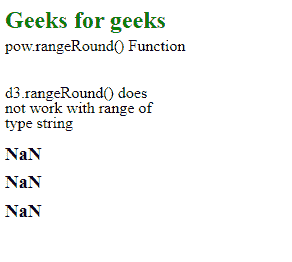 Geeks for geeks
pow.rangeRound() Function
d3.rangeRound() does
not work with range of
type string
NaN
NaN
NaN